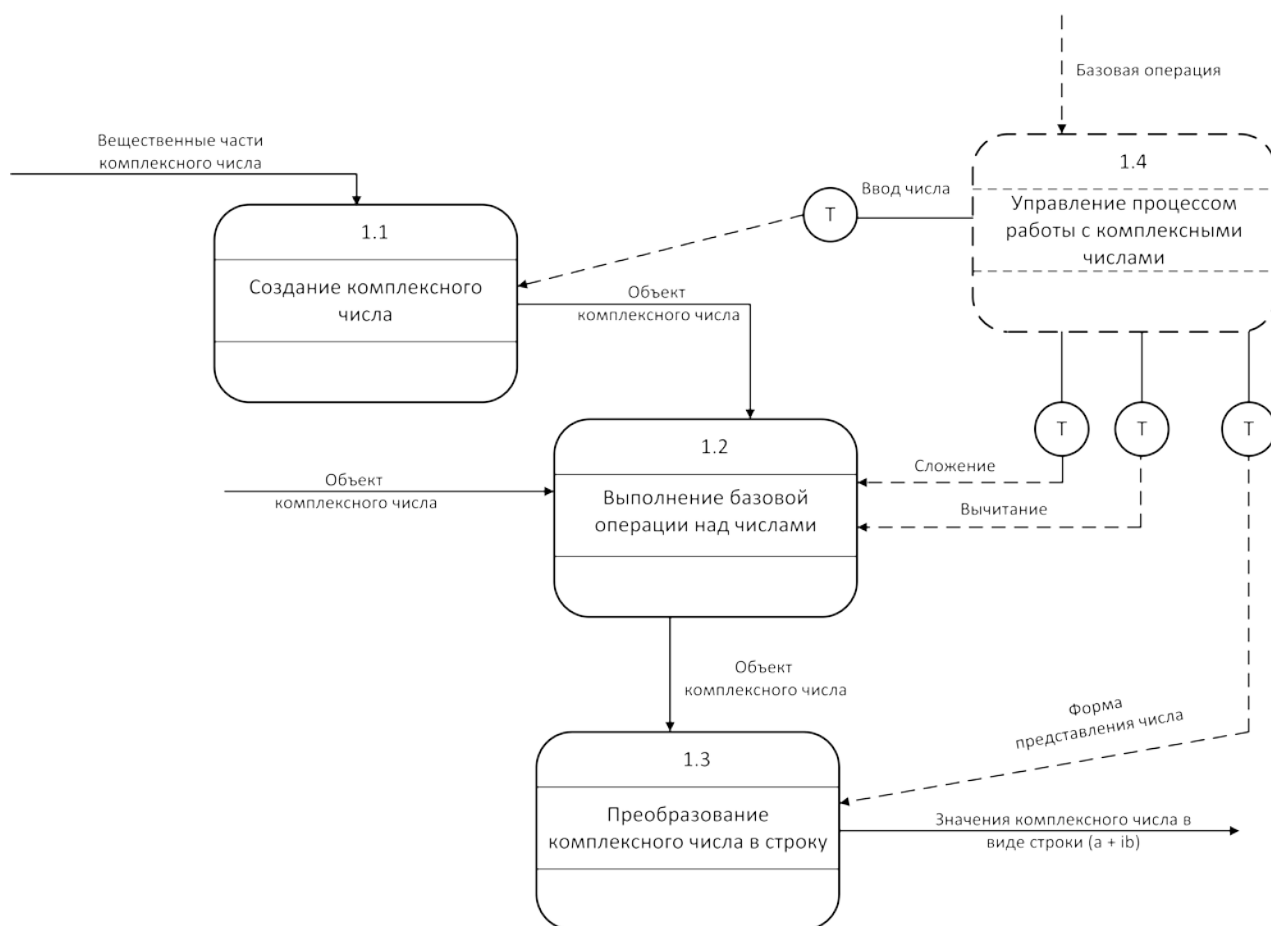 Базовая операция
Вещественные части
комплексного числа
1.4
Управление процессом
работы с комплексными
числами
Ввод числа
Т
1.1
Создание комплексного
числа
Объект
комплексного числа
Т
Т
Т
1.2
Выполнение базовой
операции над числами
Сложение
Вычитание
Объект
комплексного числа
Объект
комплексного числа
Форма
представления числа
1.3
Преобразование
комплексного числа в строку
Значения комплексного числа в
виде строки (a + ib)